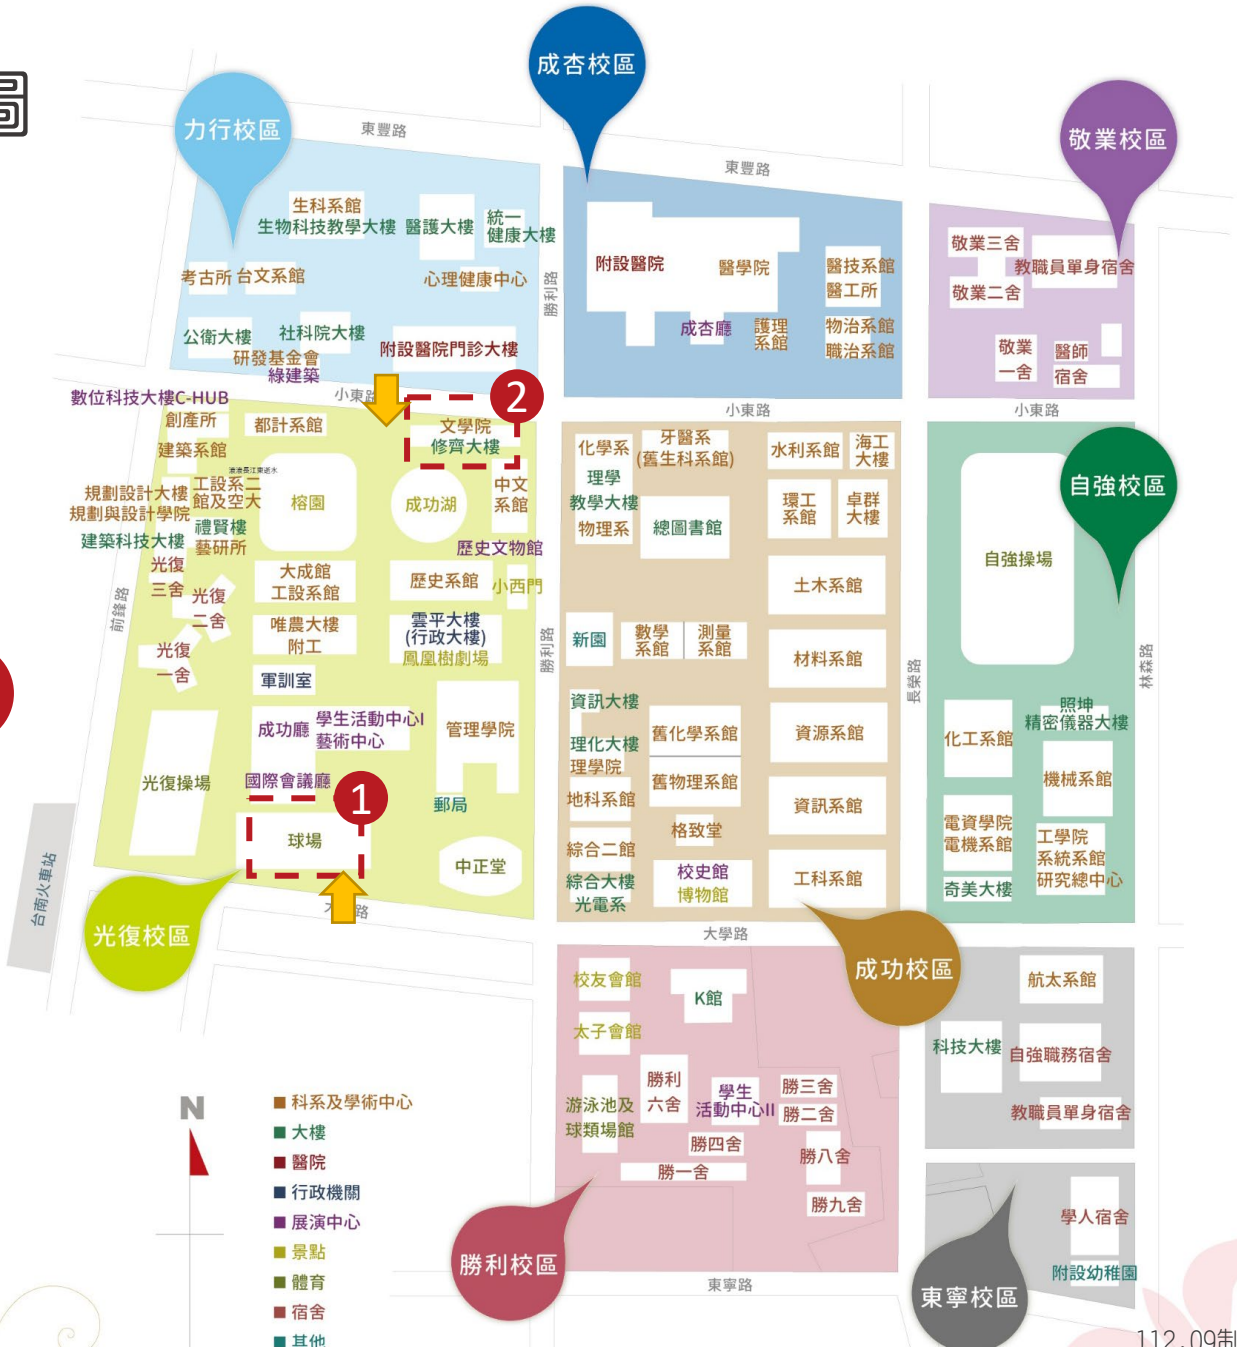 圖
成杏校區
力行校區
敬業校區
東豐路
東豐路
生科系館
生物科技教學大樓
醫護大樓
統一
健康大樓
考古所
台文系館
心理健康中心
公衛大樓
社科院大樓
研發基金會
綠建築
附設醫院門診大樓
勝利路
附設醫院
醫學院
醫技系館
醫工所
成杏廳
護理
系館
物治系館
職治系館
敬業三舍
教職員單身宿舍
敬業二舍
敬業
一舍
醫師
宿舍
小東路
小東路
小東路
數位科技大樓C-HUB
創產所
都計系館
2
文學院
修齊大樓
建築系館
滄滄長江東逝水
工設系二
館及空大
規劃設計大樓
規劃與設計學院
榕園
成功湖
中文
系館
禮賢樓
藝研所
建築科技大樓
歷史文物館
光復
三舍
大成館
工設系館
歷史系館
小西門
光復
二舍
前鋒路
唯農大樓
附工
雲平大樓
(行政大樓)
鳳凰樹劇場
光復
一舍
軍訓室
成功廳
學生活動中心I
藝術中心
管理學院
國際會議廳
光復操場
1
郵局
球場
中正堂
台南火車站
光復校區
大
路
勝利路
化學系
牙醫系
(舊生科系館)
水利系館
海工
大樓
理學
教學大樓
物理系
總圖書館
環工
系館
卓群
大樓
土木系館
新園
數學
系館
測量
系館
材料系館
長榮路
資訊大樓
舊化學系館
資源系館
理化大樓
理學院
舊物理系館
地科系館
資訊系館
格致堂
綜合二館
校史館
博物館
工科系館
綜合大樓
光電系
成功校區
大學路
自強校區
自強操場
林森路
照坤
精密儀器大樓
化工系館
機械系館
電資學院
電機系館
工學院
系統系館
研究總中心
奇美大樓
校友會館
K館
太子會館
游泳池及
球類場館
勝利
六舍
學生
活動中心II
勝三舍
勝二舍
勝四舍
勝一舍
勝八舍
勝九舍
勝利校區
東寧路
航太系館
科技大樓
自強職務宿舍
教職員單身宿舍
學人宿舍
附設幼稚園
東寧校區
N
科系及學術中心
大樓
醫院
行政機關
展演中心
景點
體育
宿舍
其他
112.09制